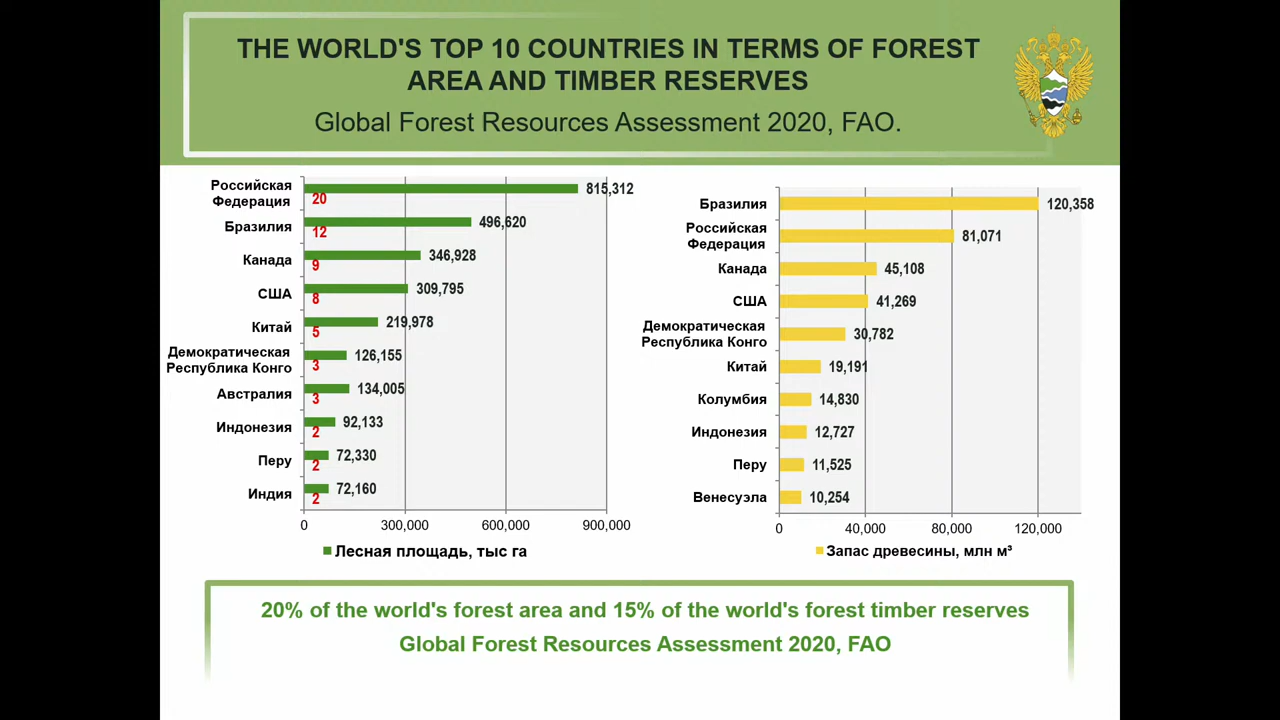 THE WORLD'S TOP 10 COUNTRIES IN TERMS OF FOREST
AREA AND TIMBER RESERVES
Global Forest Resources Assessment 2020, FAO.
Российская
Федерация
815,312
20
Бразилия
496,620
12
Канада
346,928
9
США
309,795
8
Китай
219,978
5
Демократическая
Республика Конго
126,155
3
Австралия
134,005
3
Индонезия
92,133
2
Перу
72,330
2
Индия
72,160
2
0 300,000 600,000 900,000
Лесная площадь, тыс га
Бразилия
120,358
Российская
Федерация
81,071
Канада
45,108
США
41,269
Демократическая
Республика Конго
30,782
Китай
19,191
Колумбия
14,830
Индонезия
12,727
Перу
11,525
Венесуэла
10,254
0 40,000 80,000 120,000
Запас древесины, млн м³
20% of the world's forest area and 15% of the world's forest timber reserves
Global Forest Resources Assessment 2020, FAO